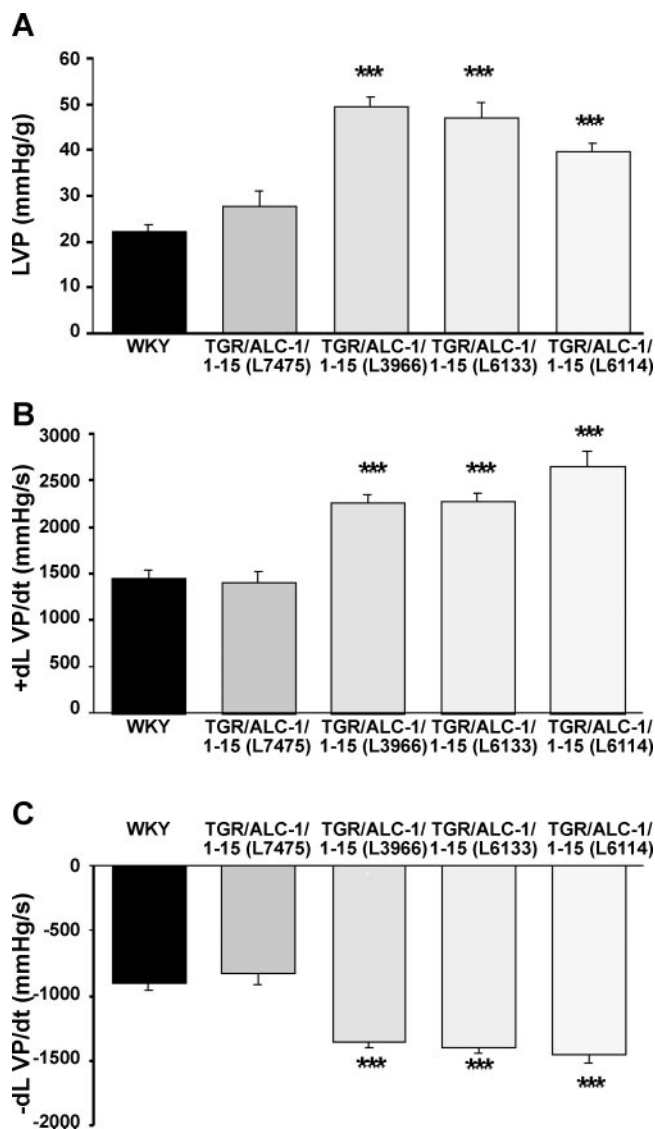 A
LVP (mmHg/g)
60
50
40
30
20
10
0
***
***
***
WKY
TGR/ALC-1/
1-15 (L7475)
TGR/ALC-1/
1-15 (L3966)
TGR/ALC-1/
1-15 (L6133)
TGR/ALC-1/
1-15 (L6114)
B
+dL VP/dt (mmHg/s)
3000
2500
2000
1500
1000
500
0
***
***
***
WKY
TGR/ALC-1/
1-15 (L7475)
TGR/ALC-1/
1-15 (L3966)
TGR/ALC-1/
1-15 (L6133)
TGR/ALC-1/
1-15 (L6114)
C
WKY
TGR/ALC-1/
1-15 (L7475)
TGR/ALC-1/
1-15 (L3966)
TGR/ALC-1/
1-15 (L6133)
TGR/ALC-1/
1-15 (L6114)
-dL VP/dt (mmHg/s)
0
-500
-1000
-1500
-2000
***
***
***